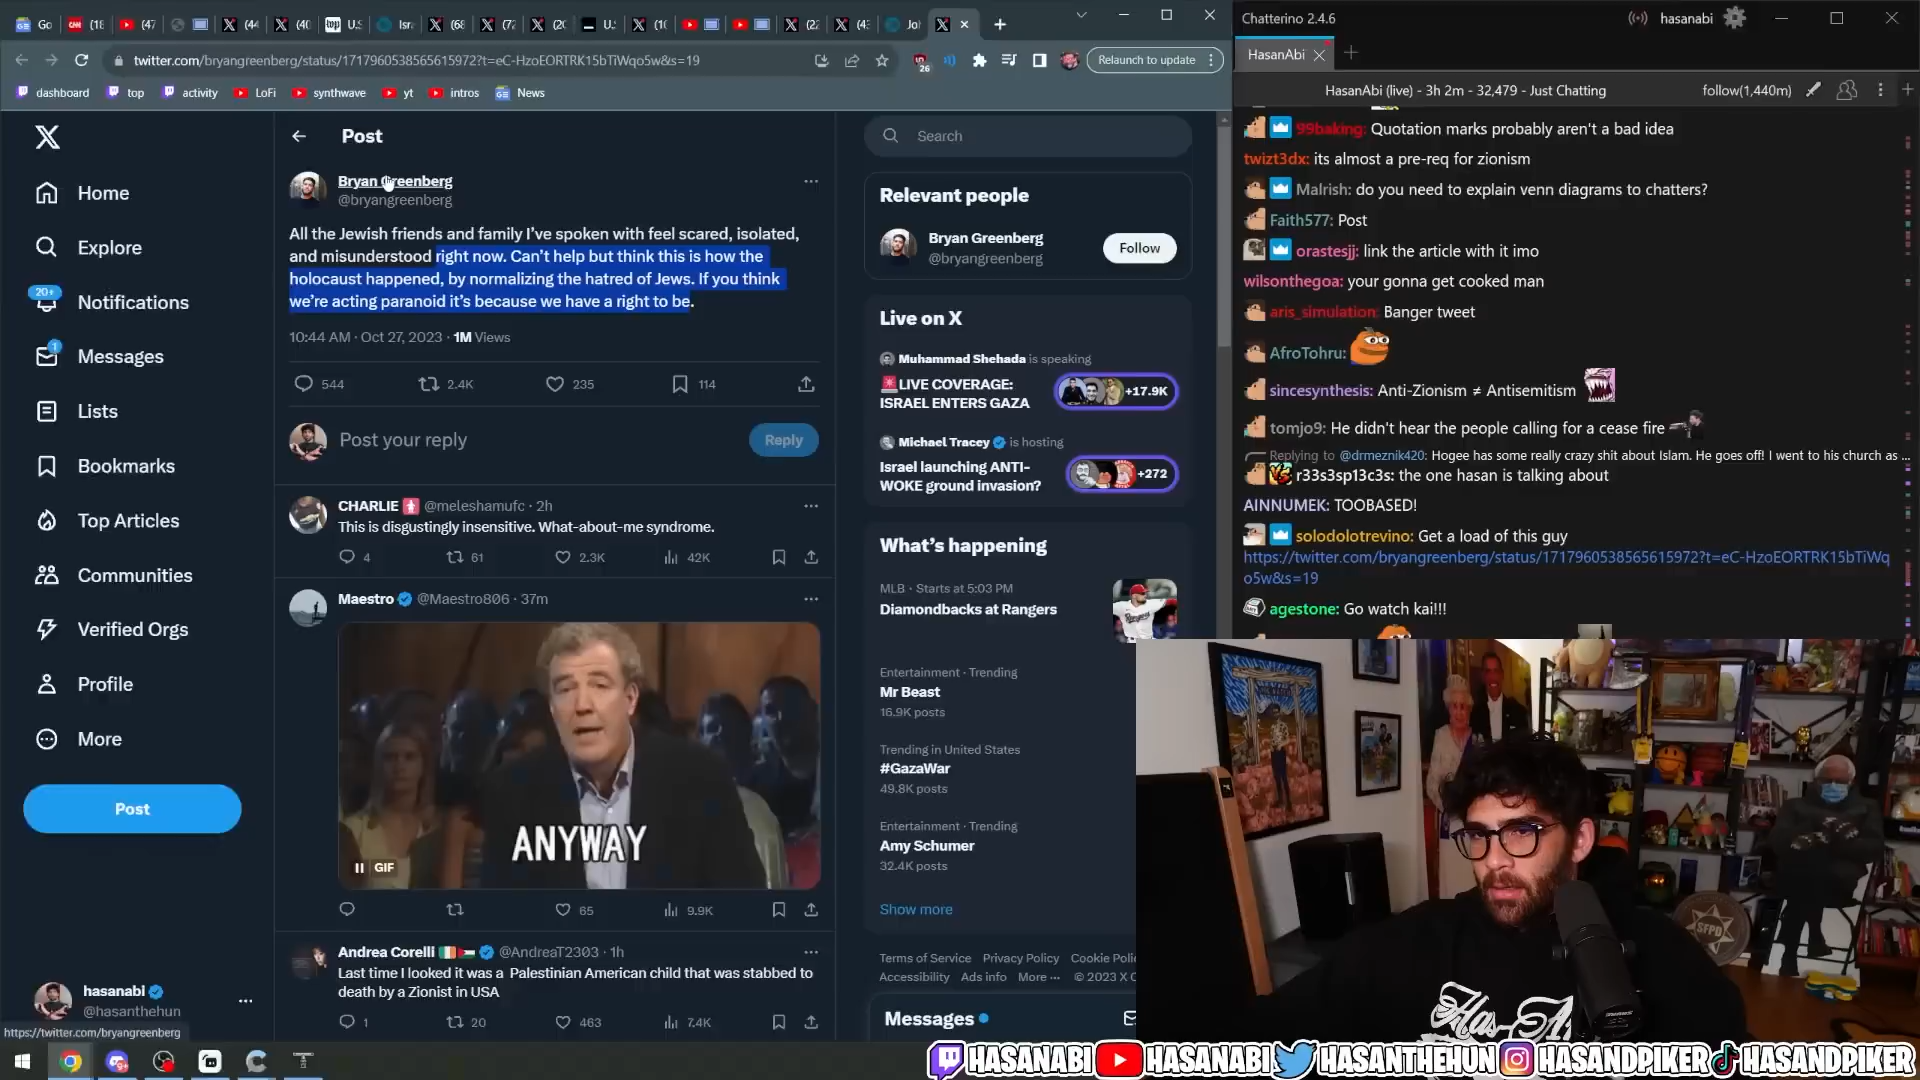 Chatterino 2.4.6
hasanabi
twitter.com/bryangreenberg/status/1717960538565615972?t=eC-HzoEORTRK15bTiWqo5w&s=19
26
Relaunch to update
HasanAbi
dashboard
top
activity
LoFi
synthwave
yt
intros
News
HasanAbi (live) - 3h 2m - 32,479 - Just Chatting
follow(1,440m)
Home
Explore
20+
Notifications
1
Messages
Lists
Bookmarks
Top Articles
Communities
Verified Orgs
Profile
More
Post
hasanabi
@hasanthehun
https://twitter.com/bryangreenberg
Post
Bryan Greenberg
@bryangreenberg
All the Jewish friends and family I’ve spoken with feel scared, isolated,
and misunderstood right now. Can’t help but think this is how the
holocaust happened, by normalizing the hatred of Jews. If you think
we’re acting paranoid it’s because we have a right to be.
10:44 AM · Oct 27, 2023 · 1M Views
544
2.4K
235
114
Post your reply
Reply
CHARLIE @meleshamufc · 2h
This is disgustingly insensitive. What-about-me syndrome.
4
61
2.3K
42K
Maestro @Maestro806 · 37m
ANYWAY
GIF
65
9.9K
Andrea Corelli @AndreaT2303 · 1h
Last time I looked it was a Palestinian American child that was stabbed to
death by a Zionist in USA
1
20
463
7.4K
Search
Relevant people
Bryan Greenberg
@bryangreenberg
Follow
Live on X
Muhammad Shehada is speaking
LIVE COVERAGE:
ISRAEL ENTERS GAZA
+17.9K
Michael Tracey is hosting
Israel launching ANTI-
WOKE ground invasion?
+272
What’s happening
MLB · Starts at 5:03 PM
Diamondbacks at Rangers
Entertainment · Trending
Mr Beast
16.9K posts
Trending in United States
#GazaWar
49.8K posts
Entertainment · Trending
Amy Schumer
32.4K posts
Show more
Terms of Service Privacy Policy Cookie Poli
Accessibility Ads info More ··· © 2023 X C
Messages
99baking: Quotation marks probably aren't a bad idea
twizt3dx: its almost a pre-req for zionism
Malrish: do you need to explain venn diagrams to chatters?
Faith577: Post
orastesjj: link the article with it imo
wilsonthegoa: your gonna get cooked man
aris_simulation: Banger tweet
AfroTohru:
sincesynthesis: Anti-Zionism ≠ Antisemitism
tomjo9: He didn't hear the people calling for a cease fire
Replying to @drmeznik420: Hogee has some really crazy shit about Islam. He goes off! I went to his church as ...
r33s3sp13c3s: the one hasan is talking about
AINNUMEK: TOOBASED!
solodolotrevino: Get a load of this guy
https://twitter.com/bryangreenberg/status/1717960538565615972?t=eC-HzoEORTRK15bTiWq
o5w&s=19
agestone: Go watch kai!!!
SFPD
HASANABI
HASANABI
HASANTHEHUN
HASANDPIKER
HASANDPIKER